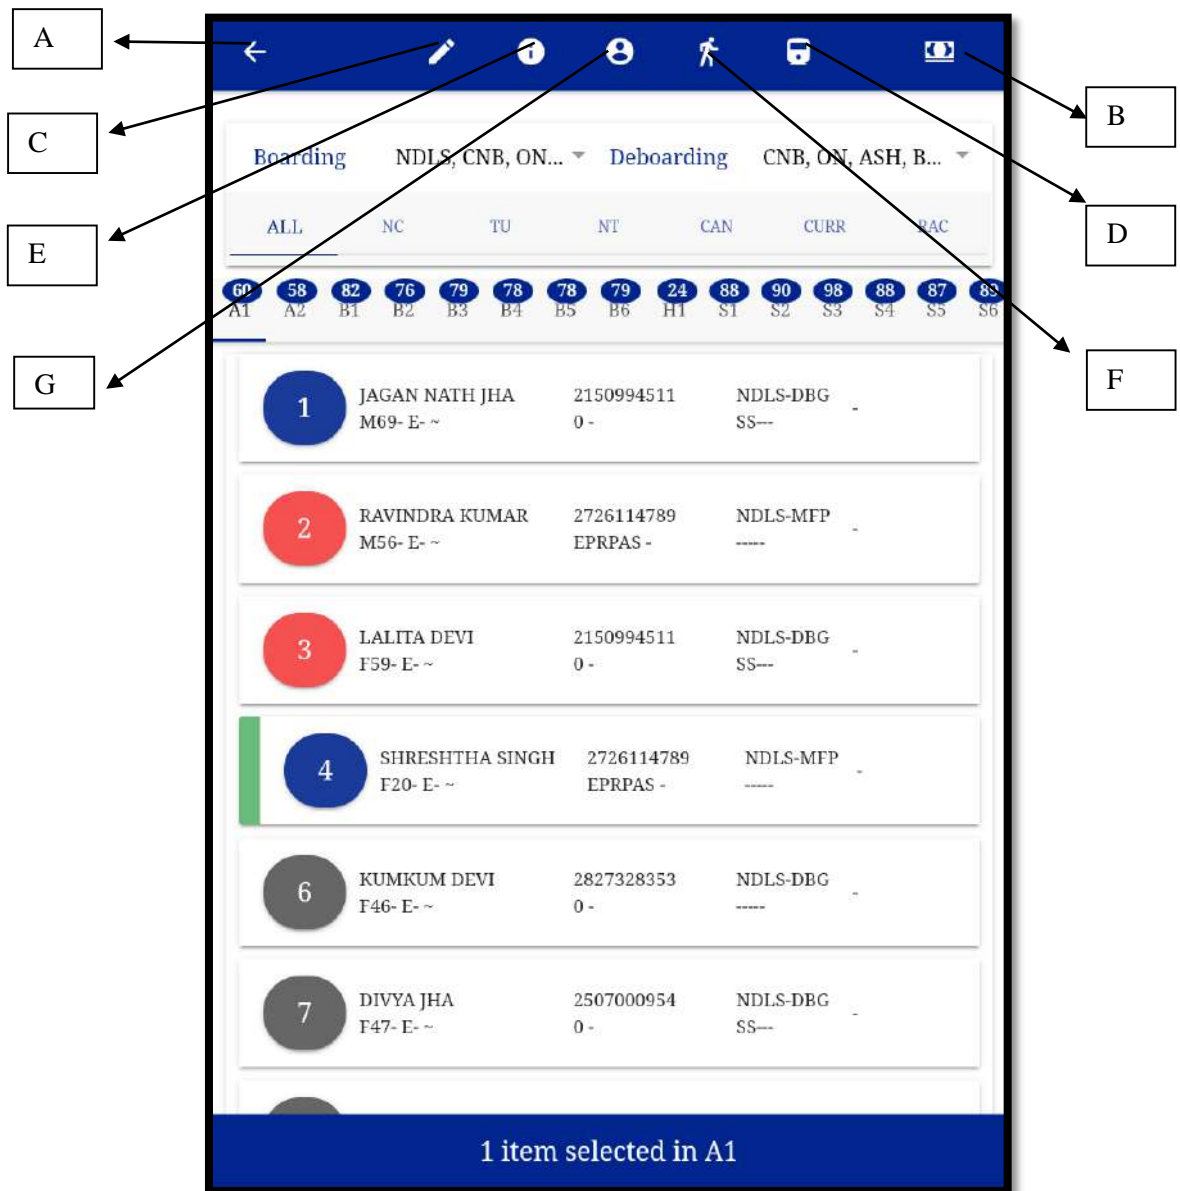 A
B
C
D
E
F
G
Boarding NDLS, CNB, ON... Deboarding CNB, ON, ASH, B...
ALL NC TU NT CAN CURR RAC
60 58 82 76 79 78 78 79 24 88 90 98 88 87 89
A1 A2 B1 B2 B3 B4 B5 B6 H1 S1 S2 S3 S4 S5 S6
1 JAGAN NATH JHA 2150994511 NDLS-DBG -
M69- E- ~ 0 - SS---
2 RAVINDRA KUMAR 2726114789 NDLS-MFP -
M56- E- ~ EPRPAS - -----
3 LALITA DEVI 2150994511 NDLS-DBG -
F59- E- ~ 0 - SS---
4 SHRESHTHA SINGH 2726114789 NDLS-MFP -
F20- E- ~ EPRPAS - -----
6 KUMKUM DEVI 2827328353 NDLS-DBG -
F46- E- ~ 0 - -----
7 DIVYA JHA 2507000954 NDLS-DBG -
F47- E- ~ 0 - SS---
1 item selected in A1